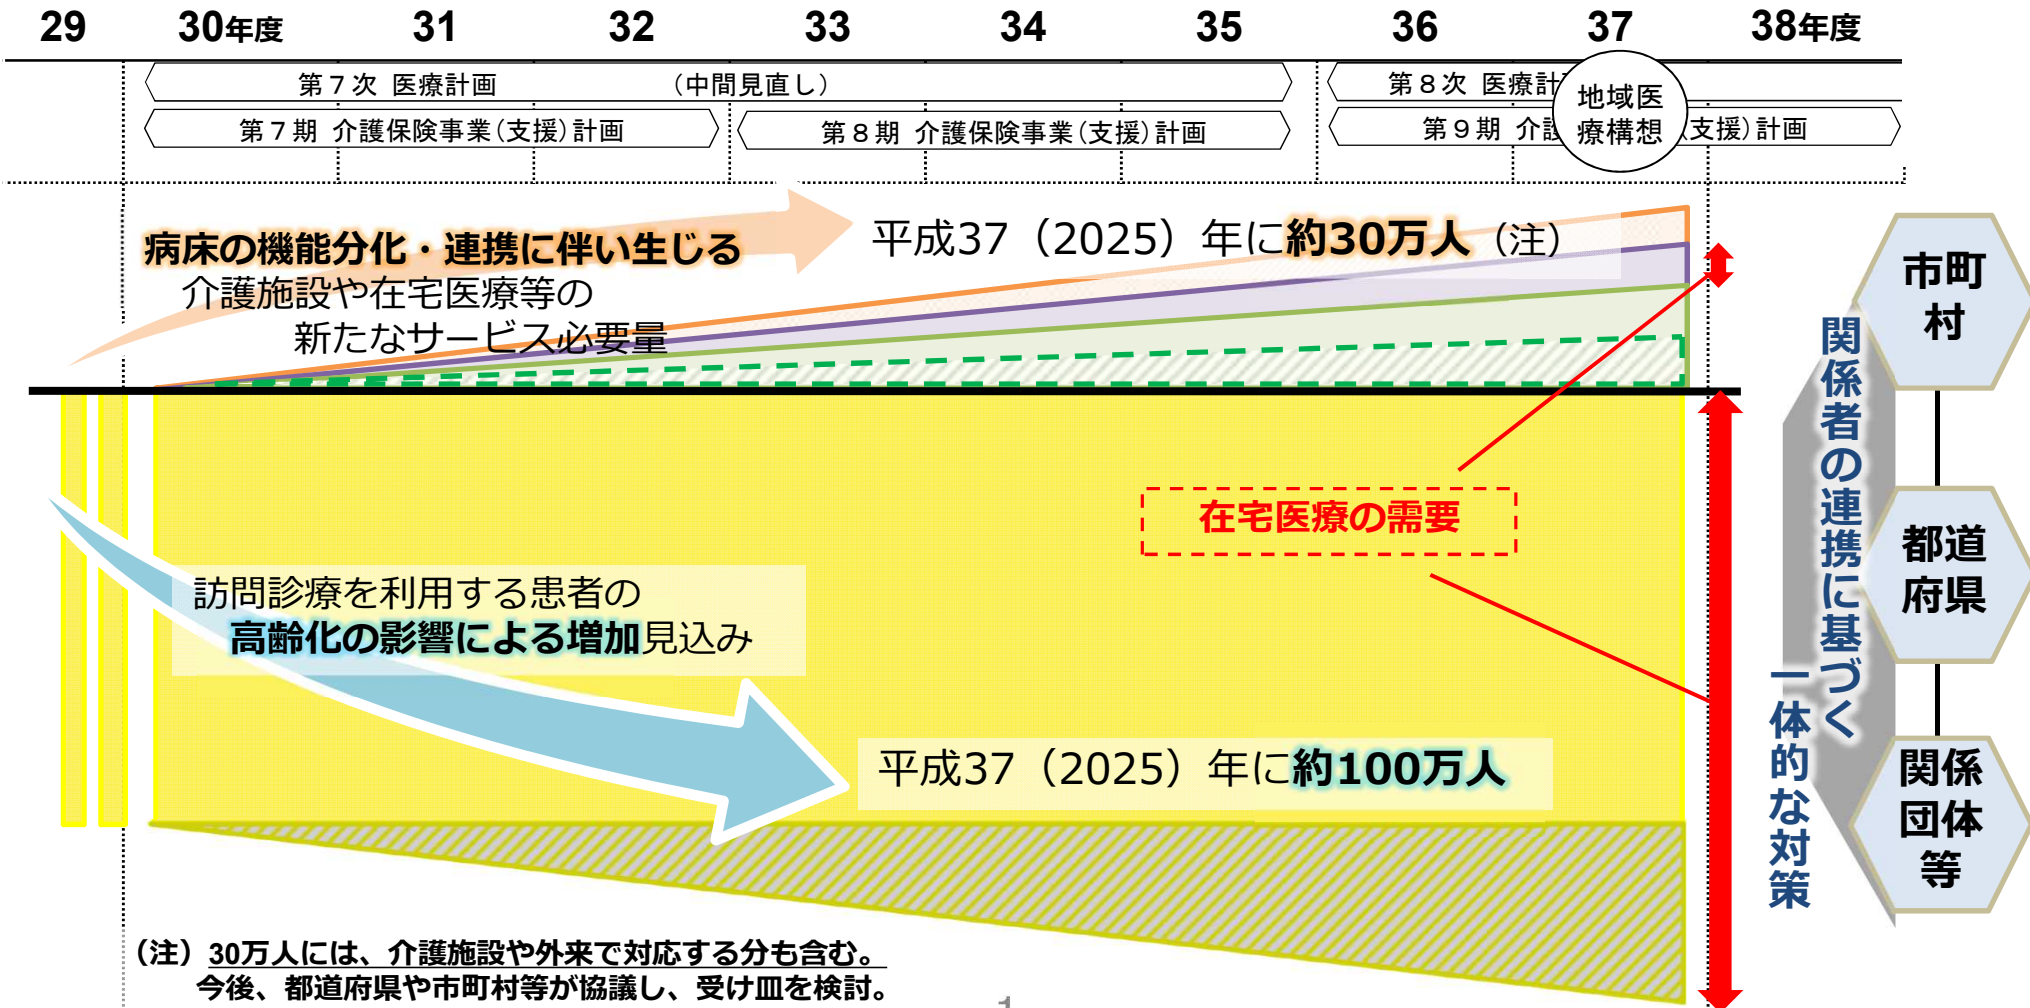 29 30年度 31 32 33 34 35 36 37 38年度
第７次 医療計画 （中間見直し）
第８次 医療計
地域医
療構想
第７期 介護保険事業（支援）計画
第８期 介護保険事業（支援）計画
第９期 介護
支援）計画
病床の機能分化・連携に伴い生じる
介護施設や在宅医療等の
新たなサービス必要量
平成37（2025）年に約30万人（注）
在宅医療の需要
訪問診療を利用する患者の
高齢化の影響による増加見込み
平成37（2025）年に約100万人
関係者の連携に基づく
一体的な対策
市町
村
都道
府県
関係
団体
等
（注）30万人には、介護施設や外来で対応する分も含む。
今後、都道府県や市町村等が協議し、受け皿を検討。